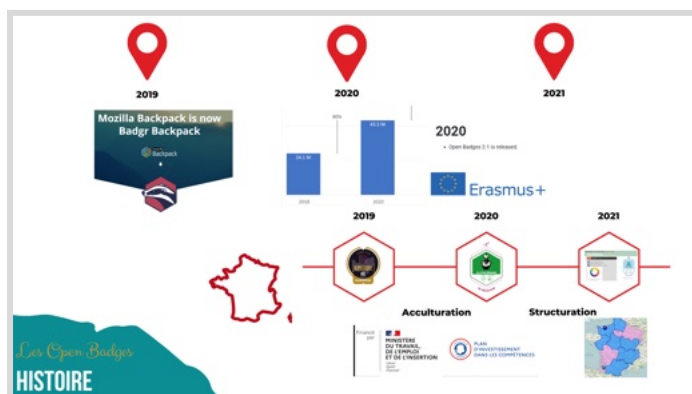 2019
2020
2021
Mozilla Backpack is now
Badgr Backpack
Backpack
80%
24.1 M
43.3 M
2018
2020
2020
Open Badges 2.1 is released.
Erasmus+
2019
2020
2021
Acculturation
Structuration
Financé
par
MINISTÈRE
DU TRAVAIL,
DE L'EMPLOI
ET DE L'INSERTION
PLAN
D'INVESTISSEMENT
DANS LES COMPÉTENCES
Les Open Badges
HISTOIRE